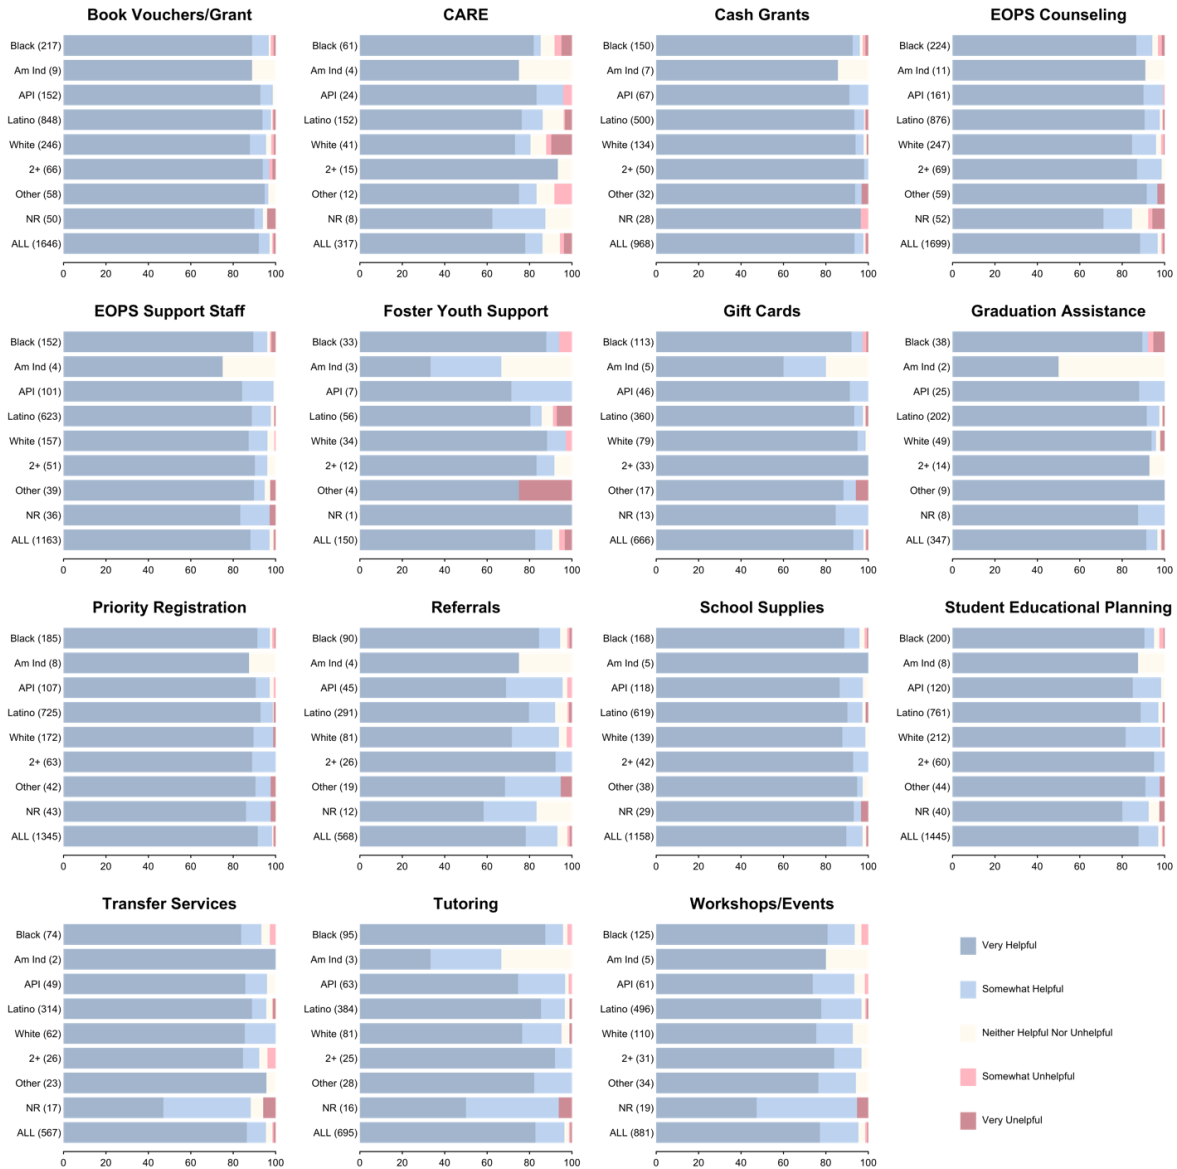 Book Vouchers/Grant
Black (217)
Am Ind (9)
API (152)
Latino (848)
White (246)
2+ (66)
Other (58)
NR (50)
ALL (1646)
0 20 40 60 80 100
CARE
Black (61)
Am Ind (4)
API (24)
Latino (152)
White (41)
2+ (15)
Other (12)
NR (8)
ALL (317)
0 20 40 60 80 100
Cash Grants
Black (150)
Am Ind (7)
API (67)
Latino (500)
White (134)
2+ (50)
Other (32)
NR (28)
ALL (968)
0 20 40 60 80 100
EOPS Counseling
Black (224)
Am Ind (11)
API (161)
Latino (876)
White (247)
2+ (69)
Other (59)
NR (52)
ALL (1699)
0 20 40 60 80 100
EOPS Support Staff
Black (152)
Am Ind (4)
API (101)
Latino (623)
White (157)
2+ (51)
Other (39)
NR (36)
ALL (1163)
0 20 40 60 80 100
Foster Youth Support
Black (33)
Am Ind (3)
API (7)
Latino (56)
White (34)
2+ (12)
Other (4)
NR (1)
ALL (150)
0 20 40 60 80 100
Gift Cards
Black (113)
Am Ind (5)
API (46)
Latino (360)
White (79)
2+ (33)
Other (17)
NR (13)
ALL (666)
0 20 40 60 80 100
Graduation Assistance
Black (38)
Am Ind (2)
API (25)
Latino (202)
White (49)
2+ (14)
Other (9)
NR (8)
ALL (347)
0 20 40 60 80 100
Priority Registration
Black (185)
Am Ind (8)
API (107)
Latino (725)
White (172)
2+ (63)
Other (42)
NR (43)
ALL (1345)
0 20 40 60 80 100
Referrals
Black (90)
Am Ind (4)
API (45)
Latino (291)
White (81)
2+ (26)
Other (19)
NR (12)
ALL (568)
0 20 40 60 80 100
School Supplies
Black (168)
Am Ind (5)
API (118)
Latino (619)
White (139)
2+ (42)
Other (38)
NR (29)
ALL (1158)
0 20 40 60 80 100
Student Educational Planning
Black (200)
Am Ind (8)
API (120)
Latino (761)
White (212)
2+ (60)
Other (44)
NR (40)
ALL (1445)
0 20 40 60 80 100
Transfer Services
Black (74)
Am Ind (2)
API (49)
Latino (314)
White (62)
2+ (26)
Other (23)
NR (17)
ALL (567)
0 20 40 60 80 100
Tutoring
Black (95)
Am Ind (3)
API (63)
Latino (384)
White (81)
2+ (25)
Other (28)
NR (16)
ALL (695)
0 20 40 60 80 100
Workshops/Events
Black (125)
Am Ind (5)
API (61)
Latino (496)
White (110)
2+ (31)
Other (34)
NR (19)
ALL (881)
0 20 40 60 80 100
Very Helpful
Somewhat Helpful
Neither Helpful Nor Unhelpful
Somewhat Unhelpful
Very Unelpful